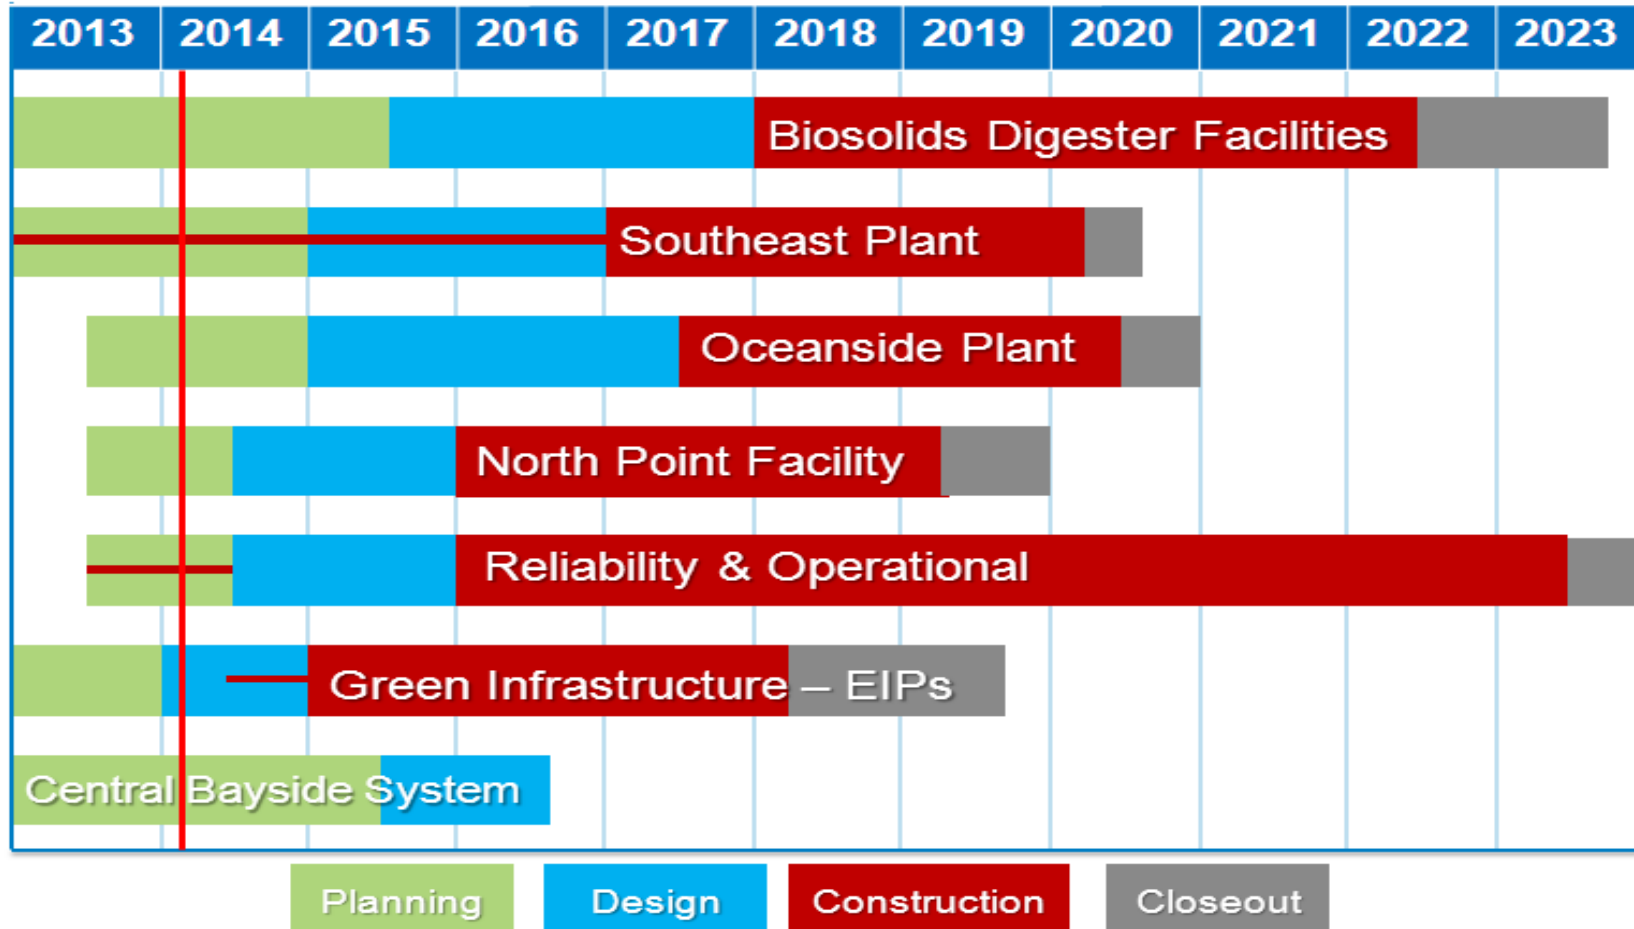 2013 2014 2015 2016 2017 2018 2019 2020 2021 2022 2023
Biosolids Digester Facilities
Southeast Plant
Oceanside Plant
North Point Facility
Reliability & Operational
Green Infrastructure – EIPs
Central Bayside System
Planning Design Construction Closeout